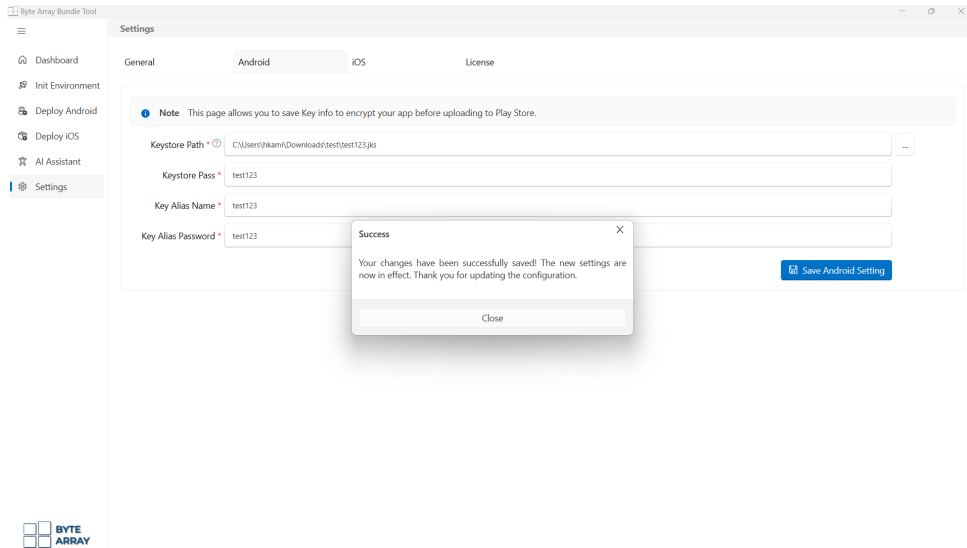 Byte Array Bundle Tool
Settings
Dashboard
Init Environment
Deploy Android
Deploy iOS
AI Assistant
Settings
General Android iOS License
Note This page allows you to save Key info to encrypt your app before uploading to Play Store.
Keystore Path * C:\Users\hkami\Downloads\test\test123.jks ...
Keystore Pass * test123
Key Alias Name * test123
Key Alias Password * test123
Save Android Setting
Success
Your changes have been successfully saved! The new settings are
now in effect. Thank you for updating the configuration.
Close
BYTE
ARRAY